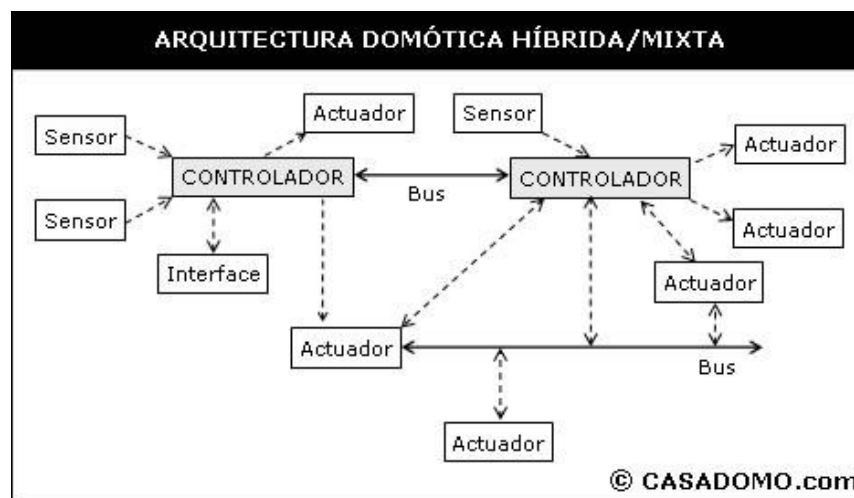 ARQUITECTURA DOMÓTICA HÍBRIDA/MIXTA
Actuador
Sensor
Sensor
Actuador
CONTROLADOR
Bus
CONTROLADOR
Sensor
Actuador
Interface
Actuador
Actuador
Bus
Actuador
© CASADOMO.com